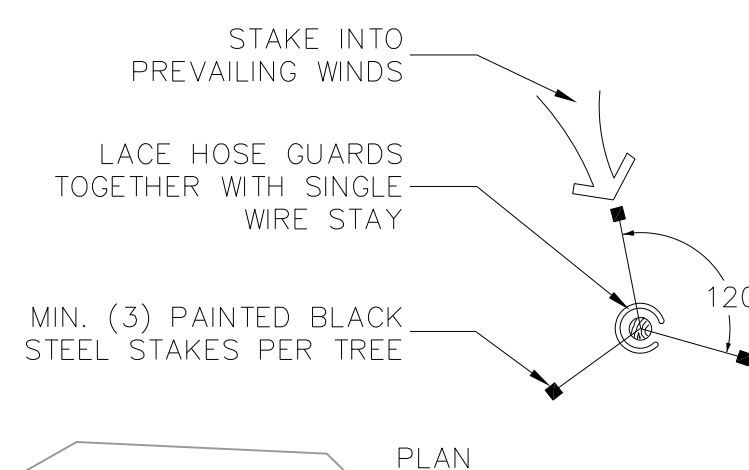 STAKE INTO
PREVAILING WINDS
LACE HOSE GUARDS
TOGETHER WITH SINGLE
WIRE STAY
120
MIN. (3) PAINTED BLACK
STEEL STAKES PER TREE
PLAN